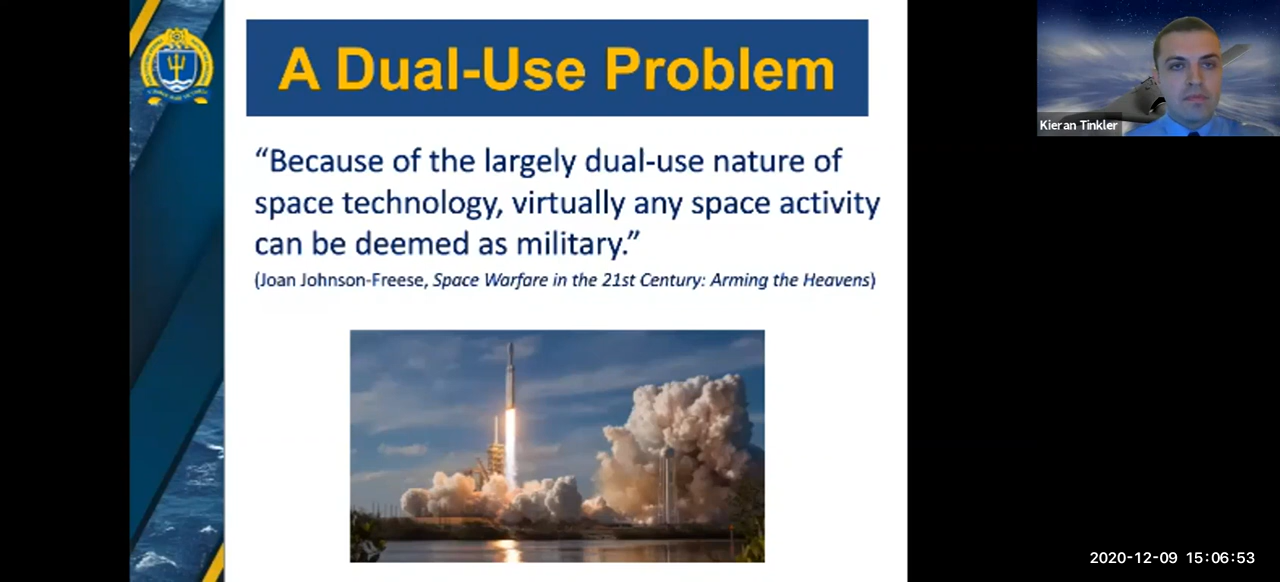 A Dual-Use Problem
“Because of the largely dual-use nature of
space technology, virtually any space activity
can be deemed as military.”
(Joan Johnson-Freese, Space Warfare in the 21st Century: Arming the Heavens)
Kieran Tinkler
2020-12-09 15:06:53